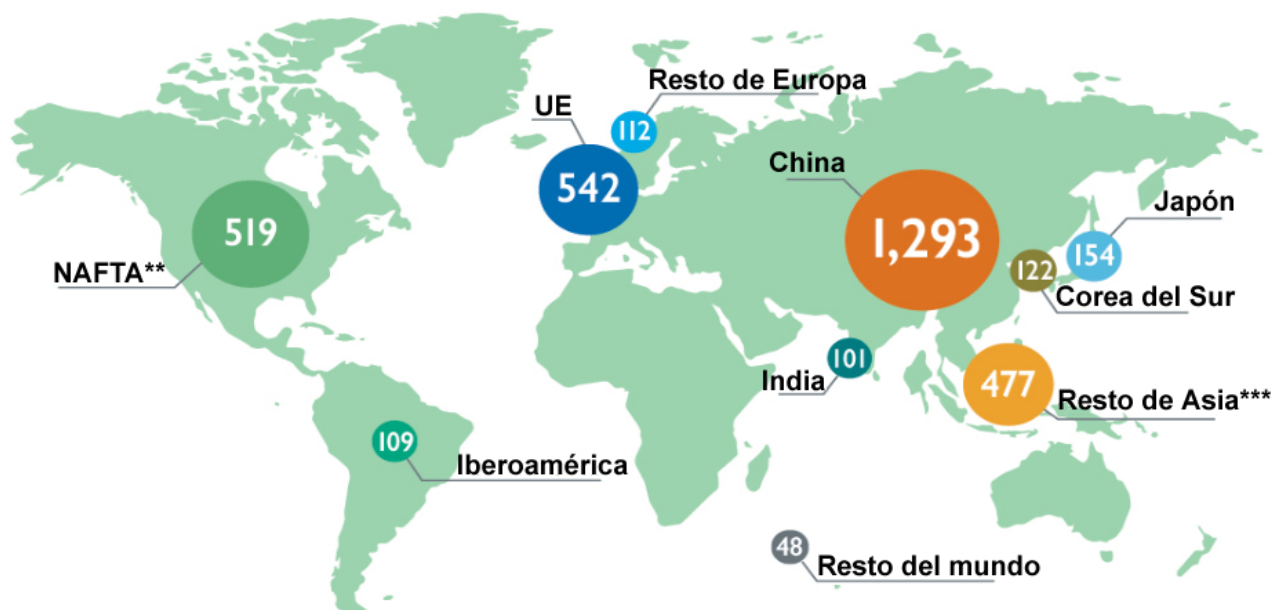 Resto de Europa
112
UE
542
China
1,293
Japón
154
519
NAFTA**
122
Corea del Sur
101
India
477
Resto de Asia***
109
Iberoamérica
48
Resto del mundo